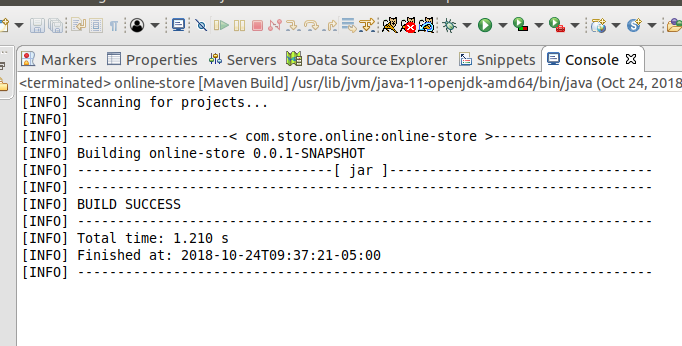 Markers Properties Servers Data Source Explorer Snippets Console
<terminated> online-store [Maven Build] /usr/lib/jvm/java-11-openjdk-amd64/bin/java (Oct 24, 2018
[INFO] Scanning for projects...
[INFO]
[INFO] -------------------< com.store.online:online-store >--------------------
[INFO] Building online-store 0.0.1-SNAPSHOT
[INFO] --------------------------------[ jar ]---------------------------------
[INFO] ------------------------------------------------------------------------
[INFO] BUILD SUCCESS
[INFO] ------------------------------------------------------------------------
[INFO] Total time: 1.210 s
[INFO] Finished at: 2018-10-24T09:37:21-05:00
[INFO] ------------------------------------------------------------------------